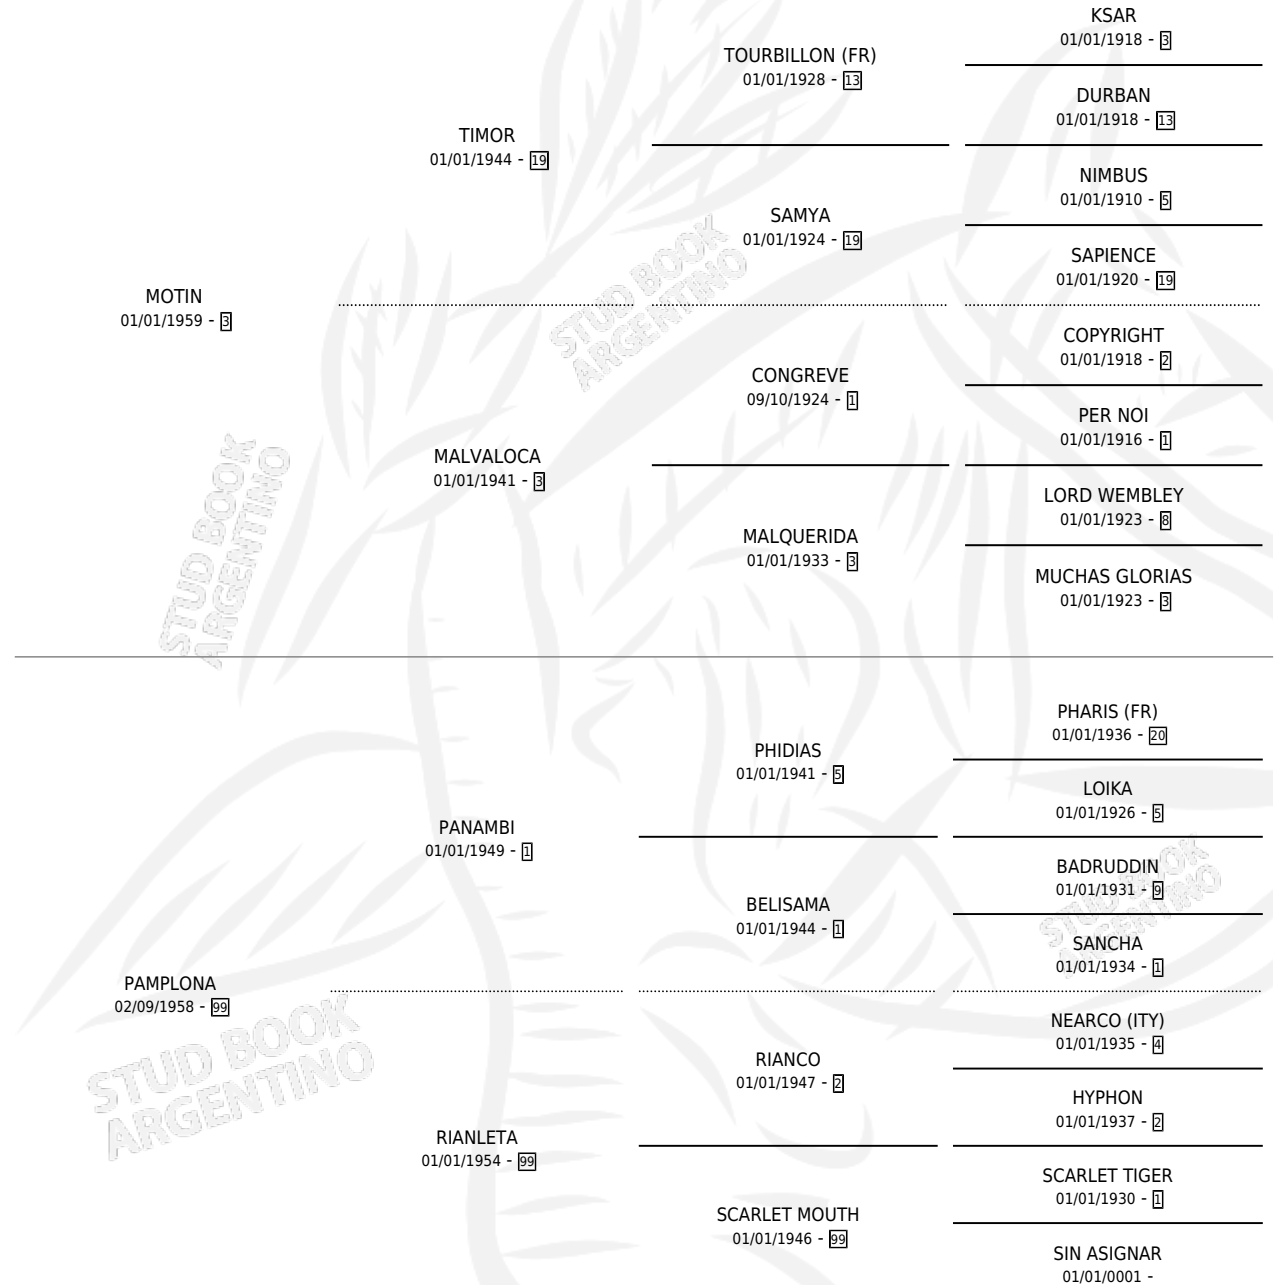 KSAR
01/01/1918 - 3
TOURBILLON (FR)
01/01/1928 - 13
DURBAN
01/01/1918 - 13
TIMOR
01/01/1944 - 19
NIMBUS
01/01/1910 - 5
SAMYA
01/01/1924 - 19
SAPIENCE
01/01/1920 - 19
MOTIN
01/01/1959 - 3
COPYRIGHT
01/01/1918 - 2
CONGREVE
09/10/1924 - 1
PER NOI
01/01/1916 - 1
MALVALOCA
01/01/1941 - 3
LORD WEMBLEY
01/01/1923 - 8
MALQUERIDA
01/01/1933 - 3
MUCHAS GLORIAS
01/01/1923 - 3
PHARIS (FR)
01/01/1936 - 20
PHIDIAS
01/01/1941 - 5
LOIKA
01/01/1926 - 5
PANAMBI
01/01/1949 - 1
BADRUDDIN
01/01/1931 - 9
BELISAMA
01/01/1944 - 1
SANCHA
01/01/1934 - 1
PAMPLONA
02/09/1958 - 99
NEARCO (ITY)
01/01/1935 - 4
RIANCO
01/01/1947 - 2
HYPHON
01/01/1937 - 2
RIANLETA
01/01/1954 - 99
SCARLET TIGER
01/01/1930 - 1
SCARLET MOUTH
01/01/1946 - 99
SIN ASIGNAR
01/01/0001 -
STUD BOOK
ARGENTINO
STUD BOOK
ARGENTINO
STUD BOOK
ARGENTINO
STUD BOOK
ARGENTINO